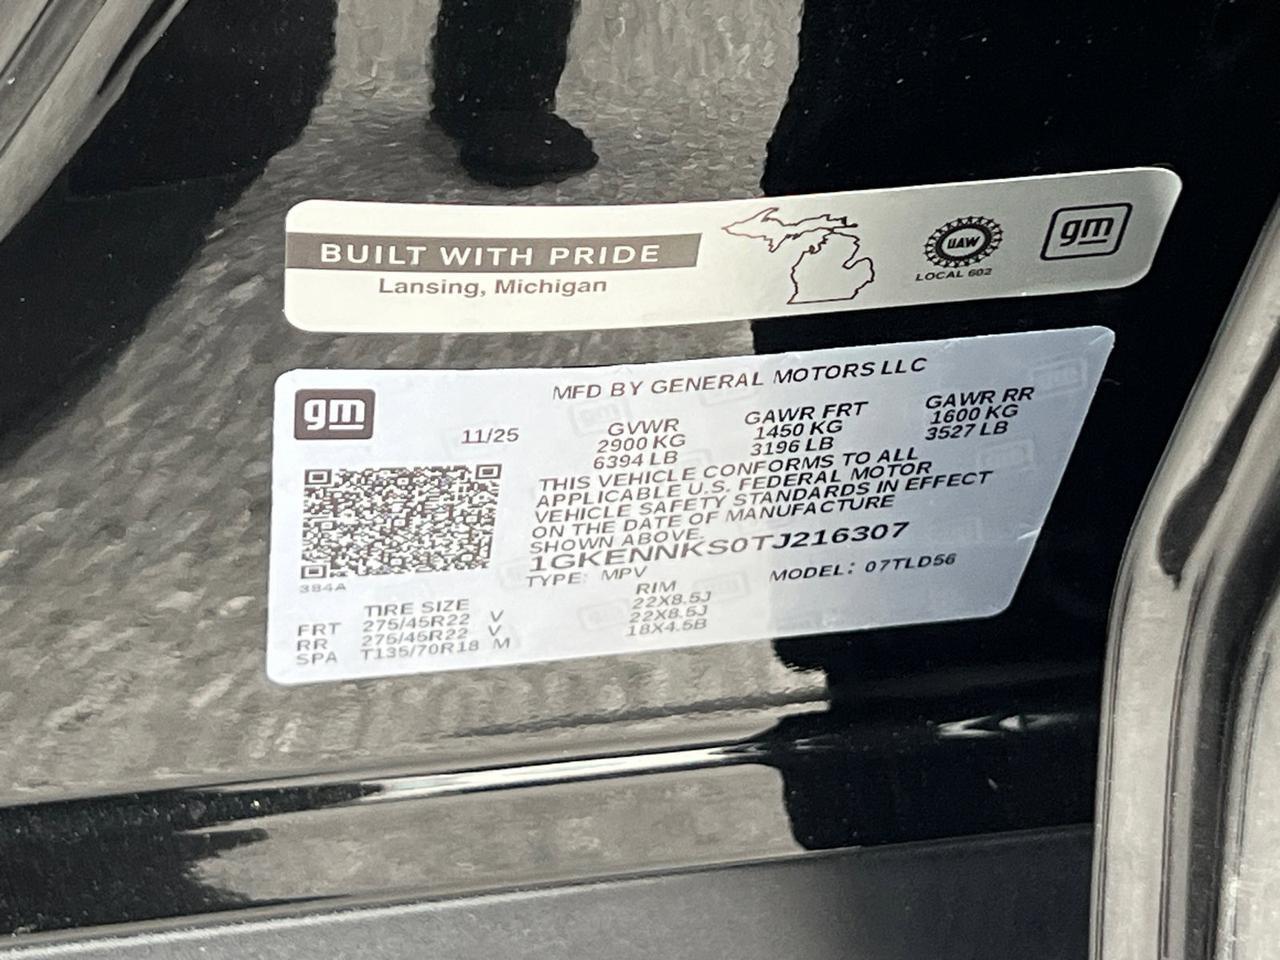 BUILT WITH PRIDE
Lansing, Michigan
UAW
LOCAL 602
gm
gm
MFD BY GENERAL MOTORS LLC
11/25
GVWR GAWR FRT GAWR RR
2900 KG 1450 KG 1600 KG
6394 LB 3196 LB 3527 LB
THIS VEHICLE CONFORMS TO ALL
APPLICABLE U.S. FEDERAL MOTOR
VEHICLE SAFETY STANDARDS IN EFFECT
ON THE DATE OF MANUFACTURE
SHOWN ABOVE.
1GKENNKS0TJ216307
TYPE: MPV MODEL: 07TLD56
384A
TIRE SIZE RIM
FRT 275/45R22 V 22X8.5J
RR 275/45R22 V 22X8.5J
SPA T135/70R18 M 18X4.5B